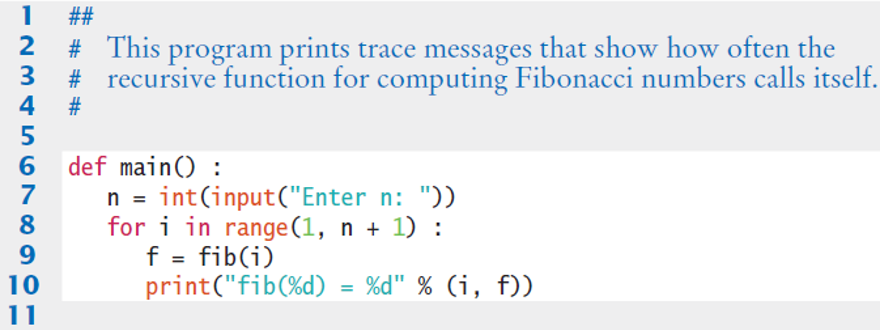 1 ##
2 # This program prints trace messages that show how often the
3 # recursive function for computing Fibonacci numbers calls itself.
4 #
5
6 def main() :
7 n = int(input("Enter n: "))
8 for i in range(1, n + 1) :
9 f = fib(i)
10 print("fib(%d) = %d" % (i, f))
11